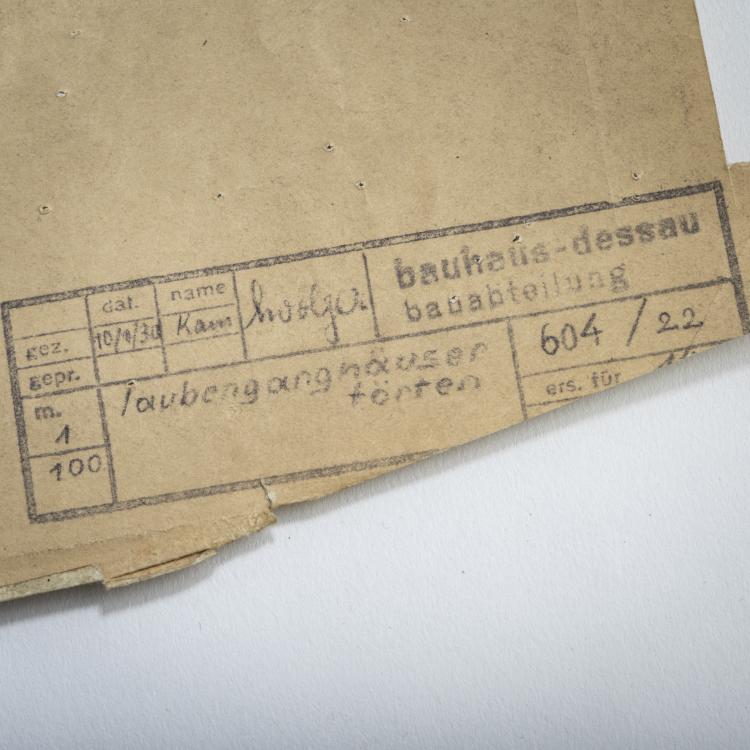 dat.
name
bauhaus-dessau
bauabteilung
gez.
10/9/30
Kam
gepr.
m.
1
100
laubenganghäuser
törten
604 / 22
ers. für